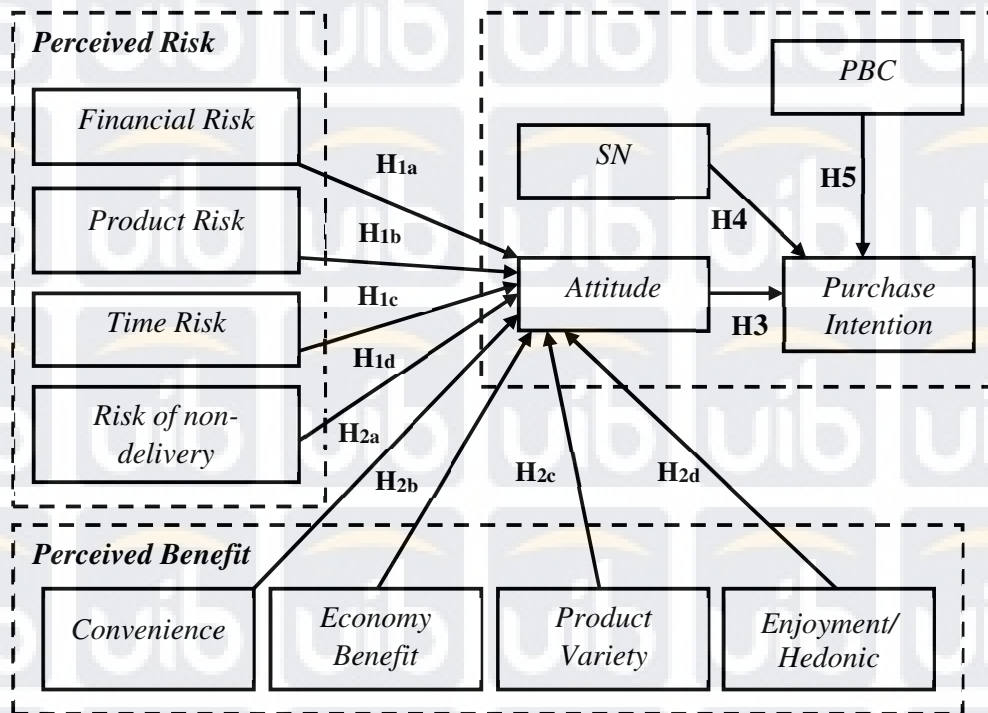 Perceived Risk
Financial Risk
Product Risk
Time Risk
Risk of non-
delivery
H1a
H1b
H1c
H1d
H2a
H2b
H2c
H2d
PBC
SN
H5
H4
Attitude
H3
Purchase
Intention
Perceived Benefit
Convenience
Economy
Benefit
Product
Variety
Enjoyment/
Hedonic
uib